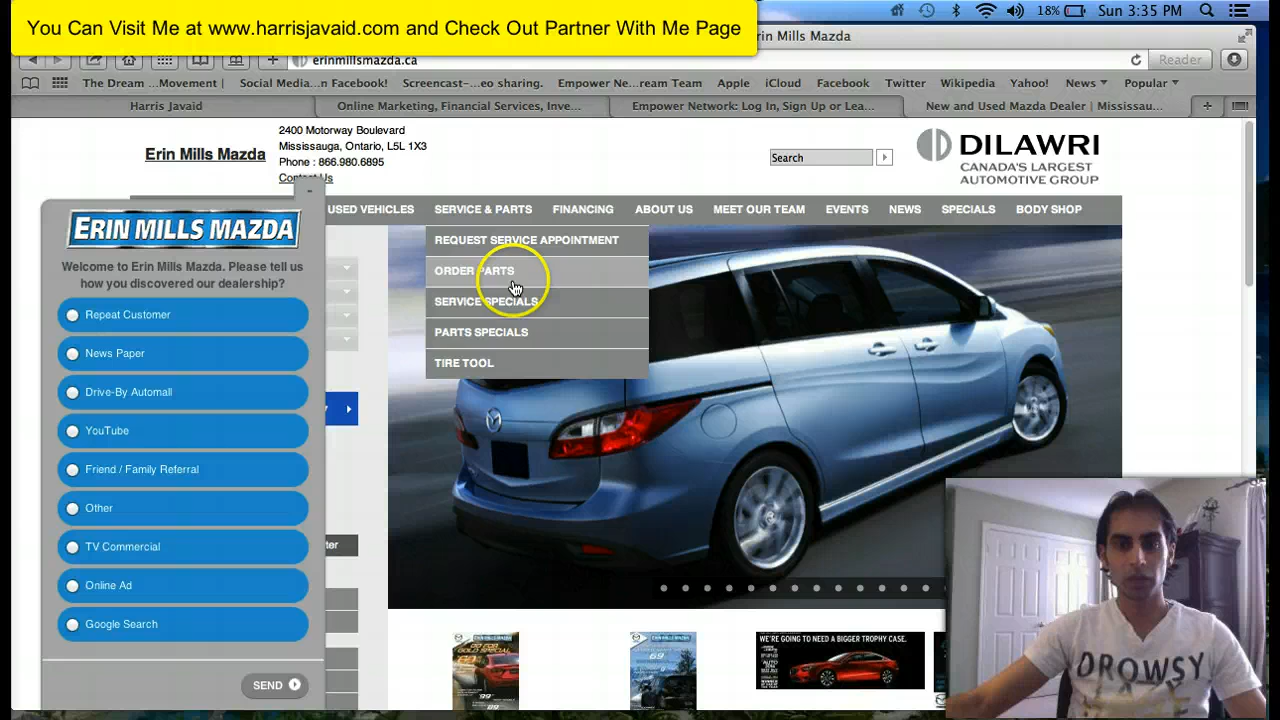 You Can Visit Me at www.harrisjavaid.com and Check Out Partner With Me Page
18% Sun 3:35 PM
Erin Mills Mazda
erinmillsmazda.ca
Reader
The Dream ...Movement |
Social Media...n Facebook!
Screencast-...eo sharing.
Empower Ne...ream Team
Apple
iCloud
Facebook
Twitter
Wikipedia
Yahoo!
News
Popular
Harris Javaid
Online Marketing, Financial Services, Inve...
Empower Network: Log In, Sign Up or Lea...
New and Used Mazda Dealer | Mississau...
Erin Mills Mazda
2400 Motorway Boulevard
Mississauga, Ontario, L5L 1X3
Phone : 866.980.6895
Contact Us
Search
DILAWRI
CANADA'S LARGEST
AUTOMOTIVE GROUP
USED VEHICLES
SERVICE & PARTS
FINANCING
ABOUT US
MEET OUR TEAM
EVENTS
NEWS
SPECIALS
BODY SHOP
REQUEST SERVICE APPOINTMENT
ORDER PARTS
SERVICE SPECIALS
PARTS SPECIALS
TIRE TOOL
ERIN MILLS MAZDA
Welcome to Erin Mills Mazda. Please tell us
how you discovered our dealership?
Repeat Customer
News Paper
Drive-By Automall
YouTube
Friend / Family Referral
Other
TV Commercial
Online Ad
Google Search
SEND
ter
WE'RE GOING TO NEED A BIGGER TROPHY CASE.
DROWSY